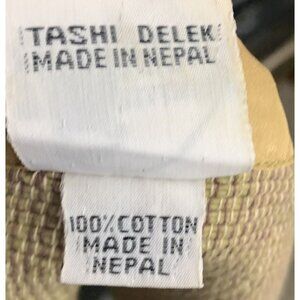 TASHI DELEK
MADE IN NEPAL
100%COTTON
MADE IN
NEPAL